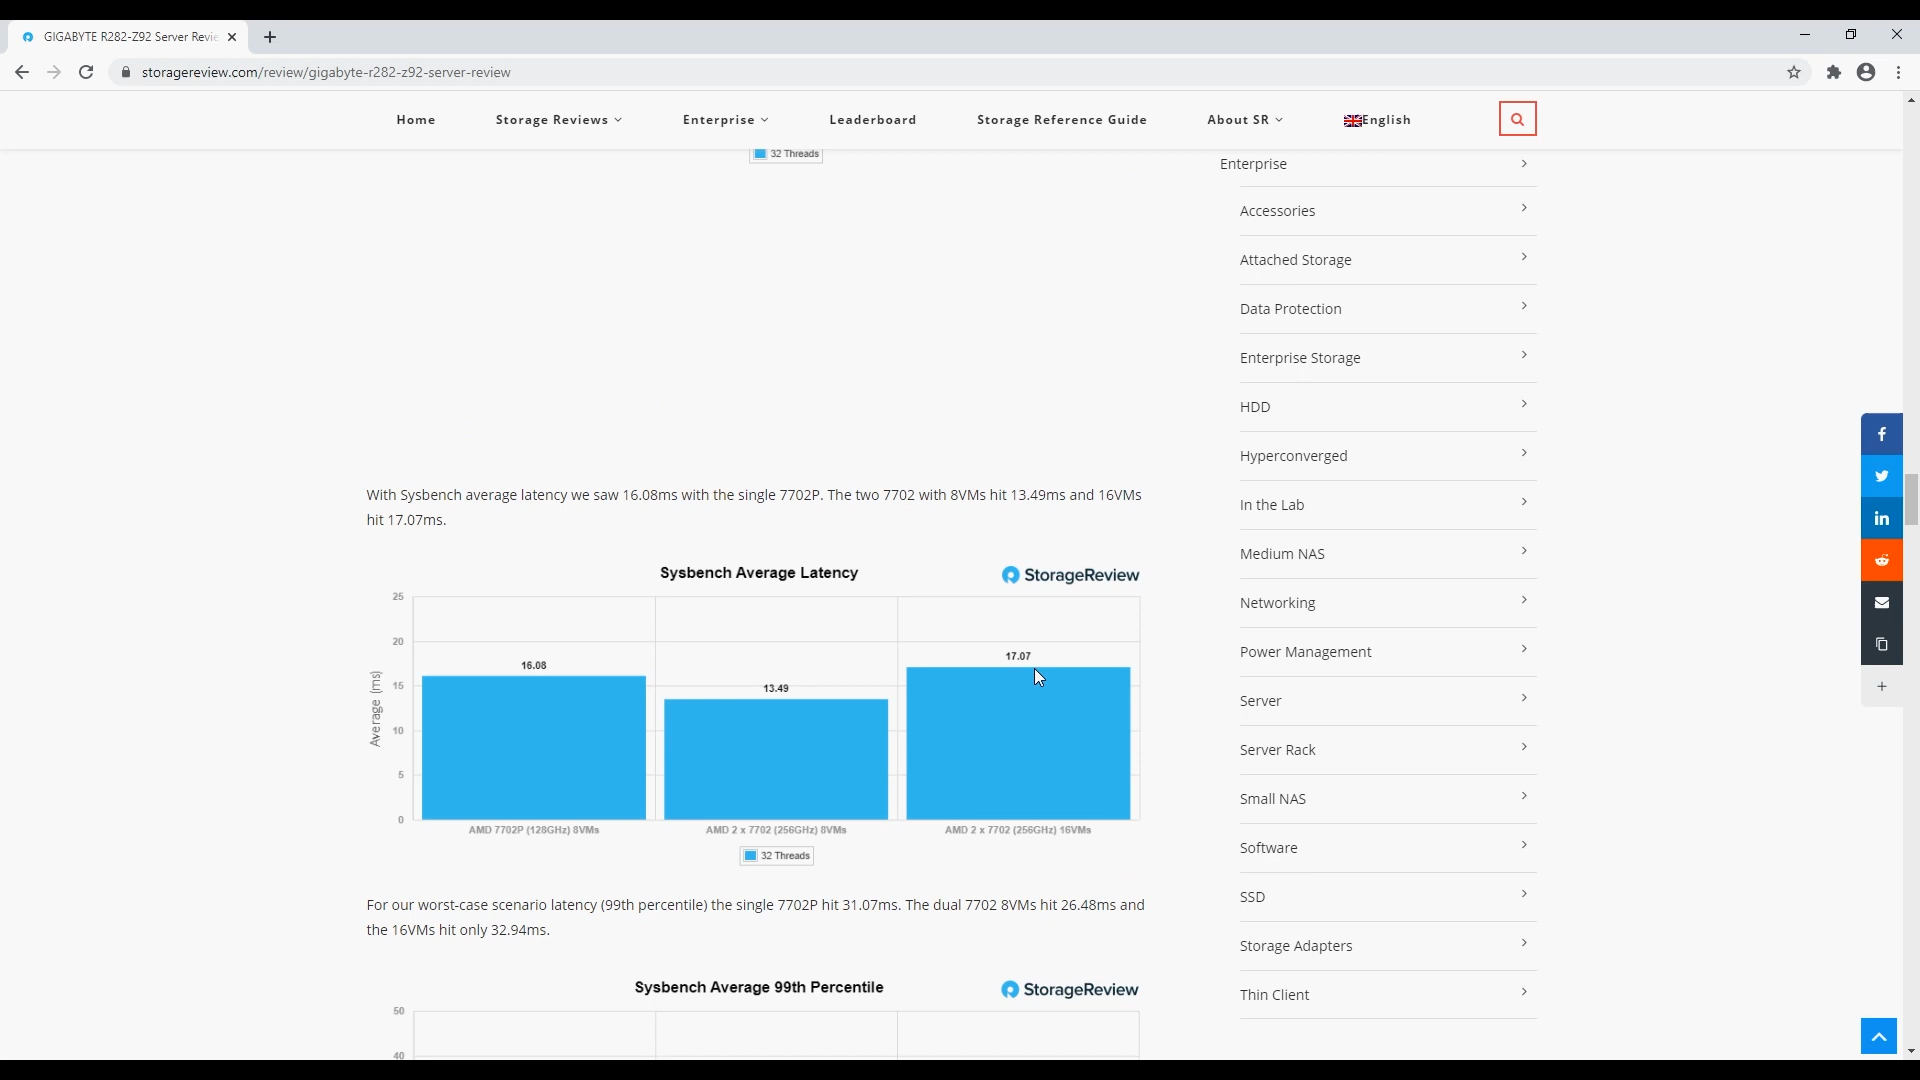 GIGABYTE R282-Z92 Server Revie
storagereview.com/review/gigabyte-r282-z92-server-review
Home Storage Reviews Enterprise Leaderboard Storage Reference Guide About SR English
32 Threads
With Sysbench average latency we saw 16.08ms with the single 7702P. The two 7702 with 8VMs hit 13.49ms and 16VMs
hit 17.07ms.
Sysbench Average Latency
StorageReview
25
20
15
10
5
0
Average (ms)
16.08
13.49
17.07
AMD 7702P (128GHz) 8VMs
AMD 2 x 7702 (256GHz) 8VMs
AMD 2 x 7702 (256GHz) 16VMs
32 Threads
For our worst-case scenario latency (99th percentile) the single 7702P hit 31.07ms. The dual 7702 8VMs hit 26.48ms and
the 16VMs hit only 32.94ms.
Sysbench Average 99th Percentile
StorageReview
50
40
Enterprise
Accessories
Attached Storage
Data Protection
Enterprise Storage
HDD
Hyperconverged
In the Lab
Medium NAS
Networking
Power Management
Server
Server Rack
Small NAS
Software
SSD
Storage Adapters
Thin Client